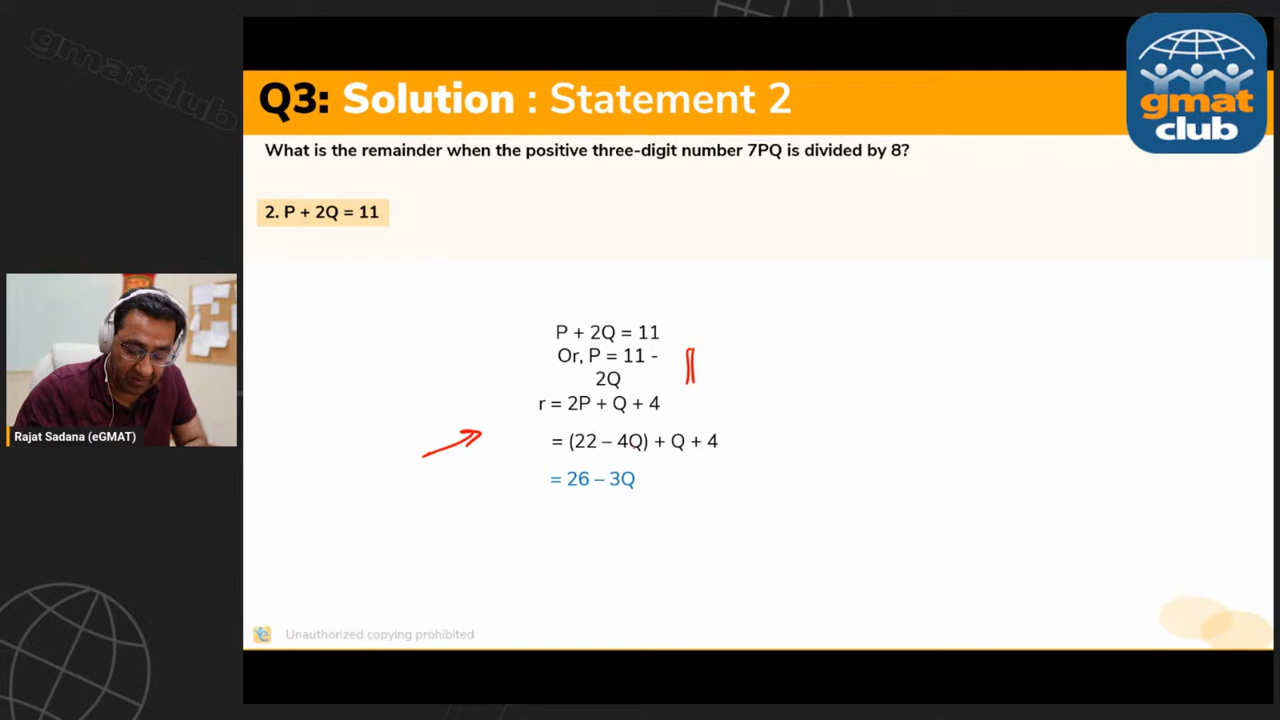 gmatclub
gmat
club
Q3: Solution : Statement 2
What is the remainder when the positive three-digit number 7PQ is divided by 8?
2. P + 2Q = 11
P + 2Q = 11
Or, P = 11 -
2Q
r = 2P + Q + 4
= (22 – 4Q) + Q + 4
= 26 – 3Q
Rajat Sadana (eGMAT)
Unauthorized copying prohibited